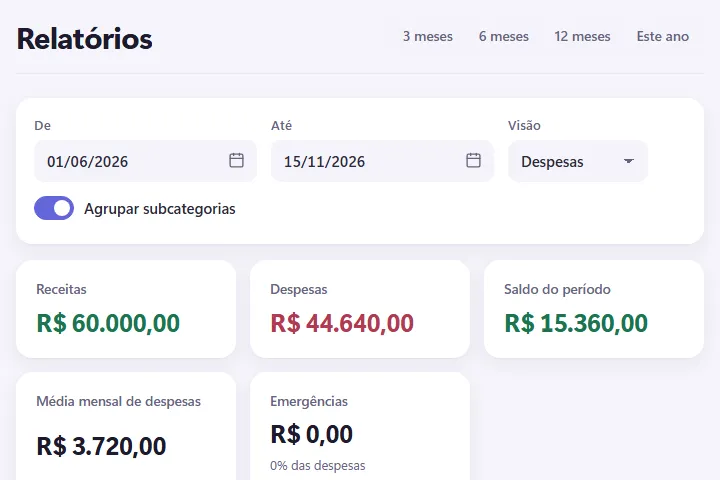 Relatórios
3 meses 6 meses 12 meses Este ano
De Até Visão
01/06/2026 15/11/2026 Despesas
Agrupar subcategorias
Receitas Despesas Saldo do período
R$ 60.000,00 R$ 44.640,00 R$ 15.360,00
Média mensal de despesas Emergências
R$ 3.720,00 R$ 0,00
0% das despesas